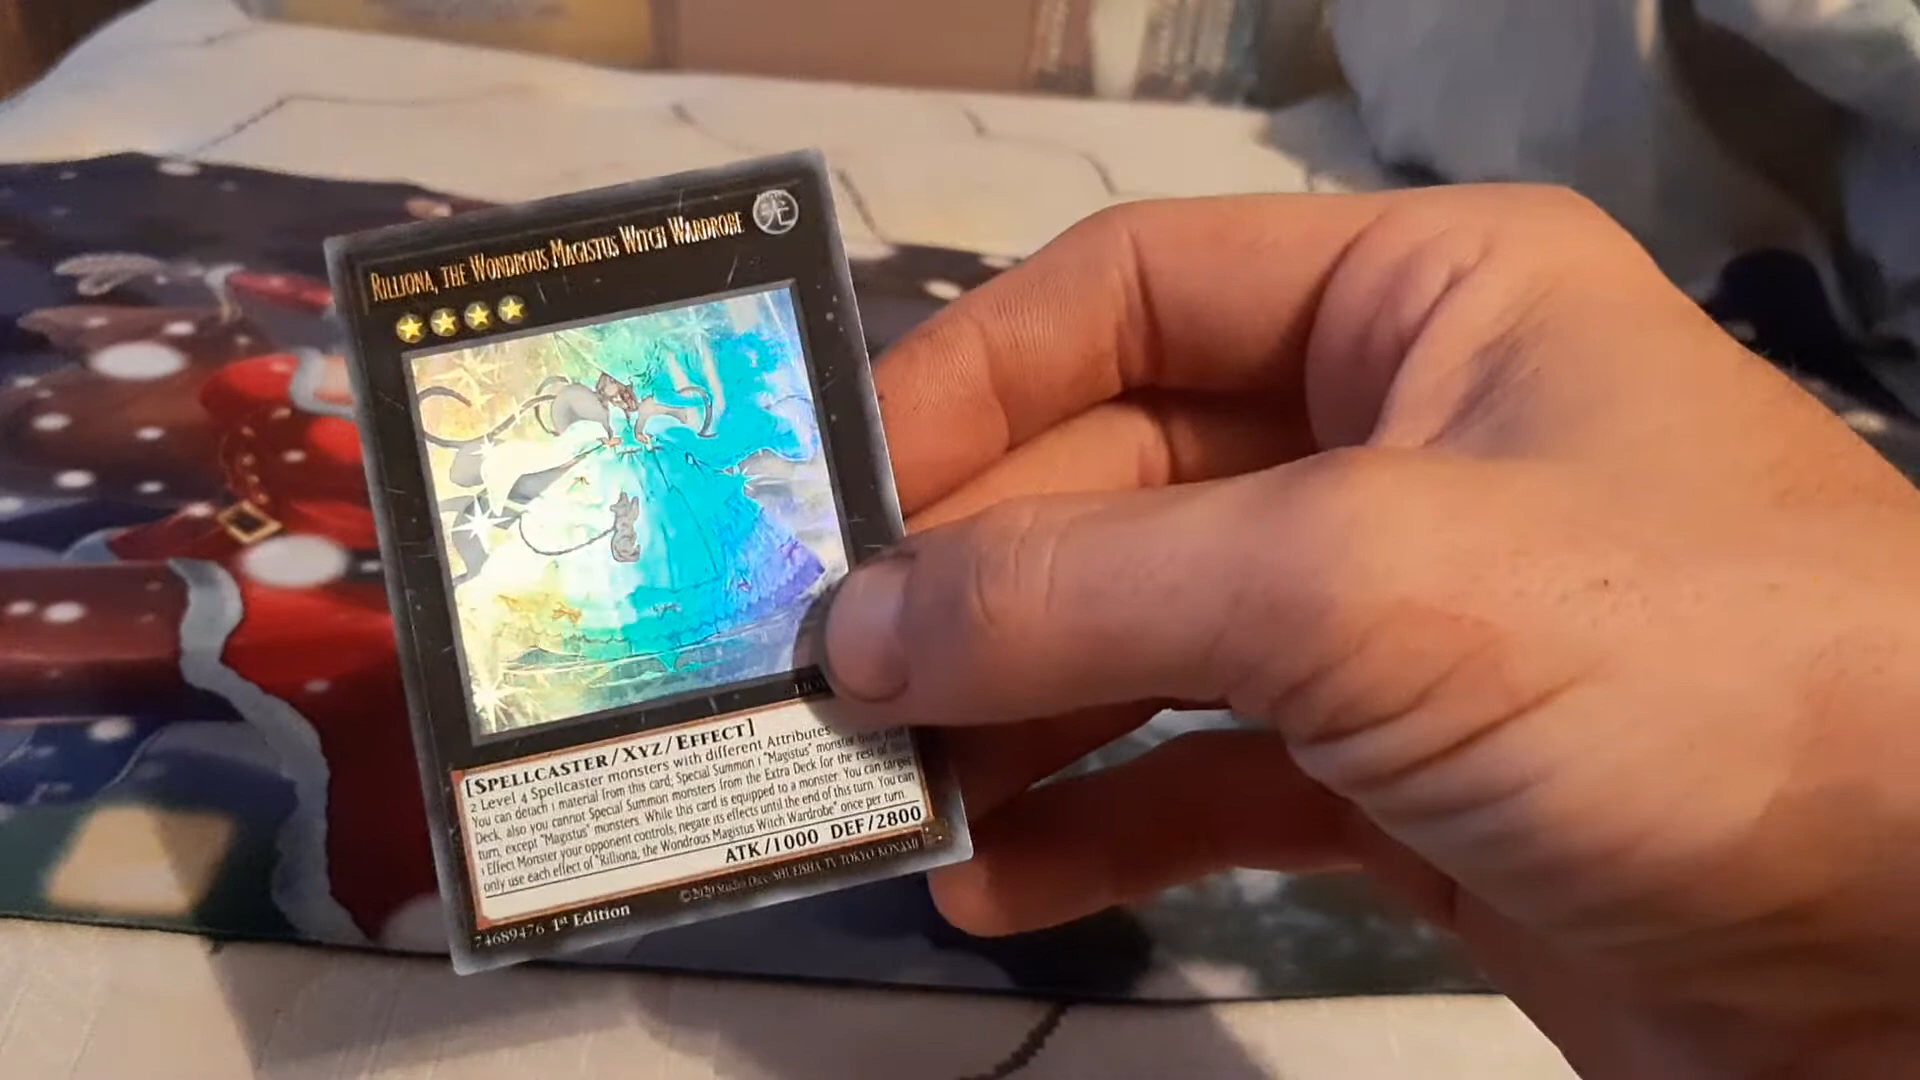 RILLIONA, THE WONDROUS MAGISTUS WITCH WARDROBE
光
[SPELLCASTER/XYZ/EFFECT]
2 Level 4 Spellcaster monsters with different Attributes
You can detach 1 material from this card; Special Summon 1 "Magistus" monster from your
Deck, also you cannot Special Summon monsters from the Extra Deck for the rest of this
turn, except "Magistus" monsters. While this card is equipped to a monster: You can target
1 Effect Monster your opponent controls; negate its effects until the end of this turn. You can
only use each effect of "Rilliona, the Wondrous Magistus Witch Wardrobe" once per turn.
ATK/1000 DEF/2800
74689476 1st Edition
©2020 Studio Dice/SHUEISHA, TV TOKYO, KONAMI